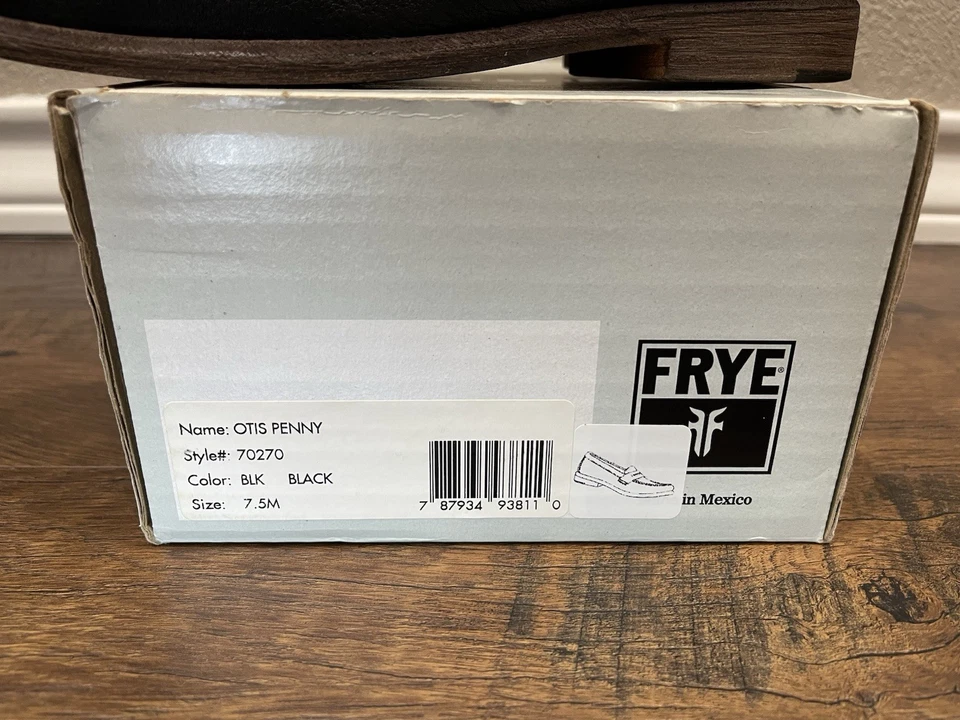 Name: OTIS PENNY
Style#: 70270
Color: BLK BLACK
Size: 7.5M
7 87934 93811 0
FRYE®
in Mexico